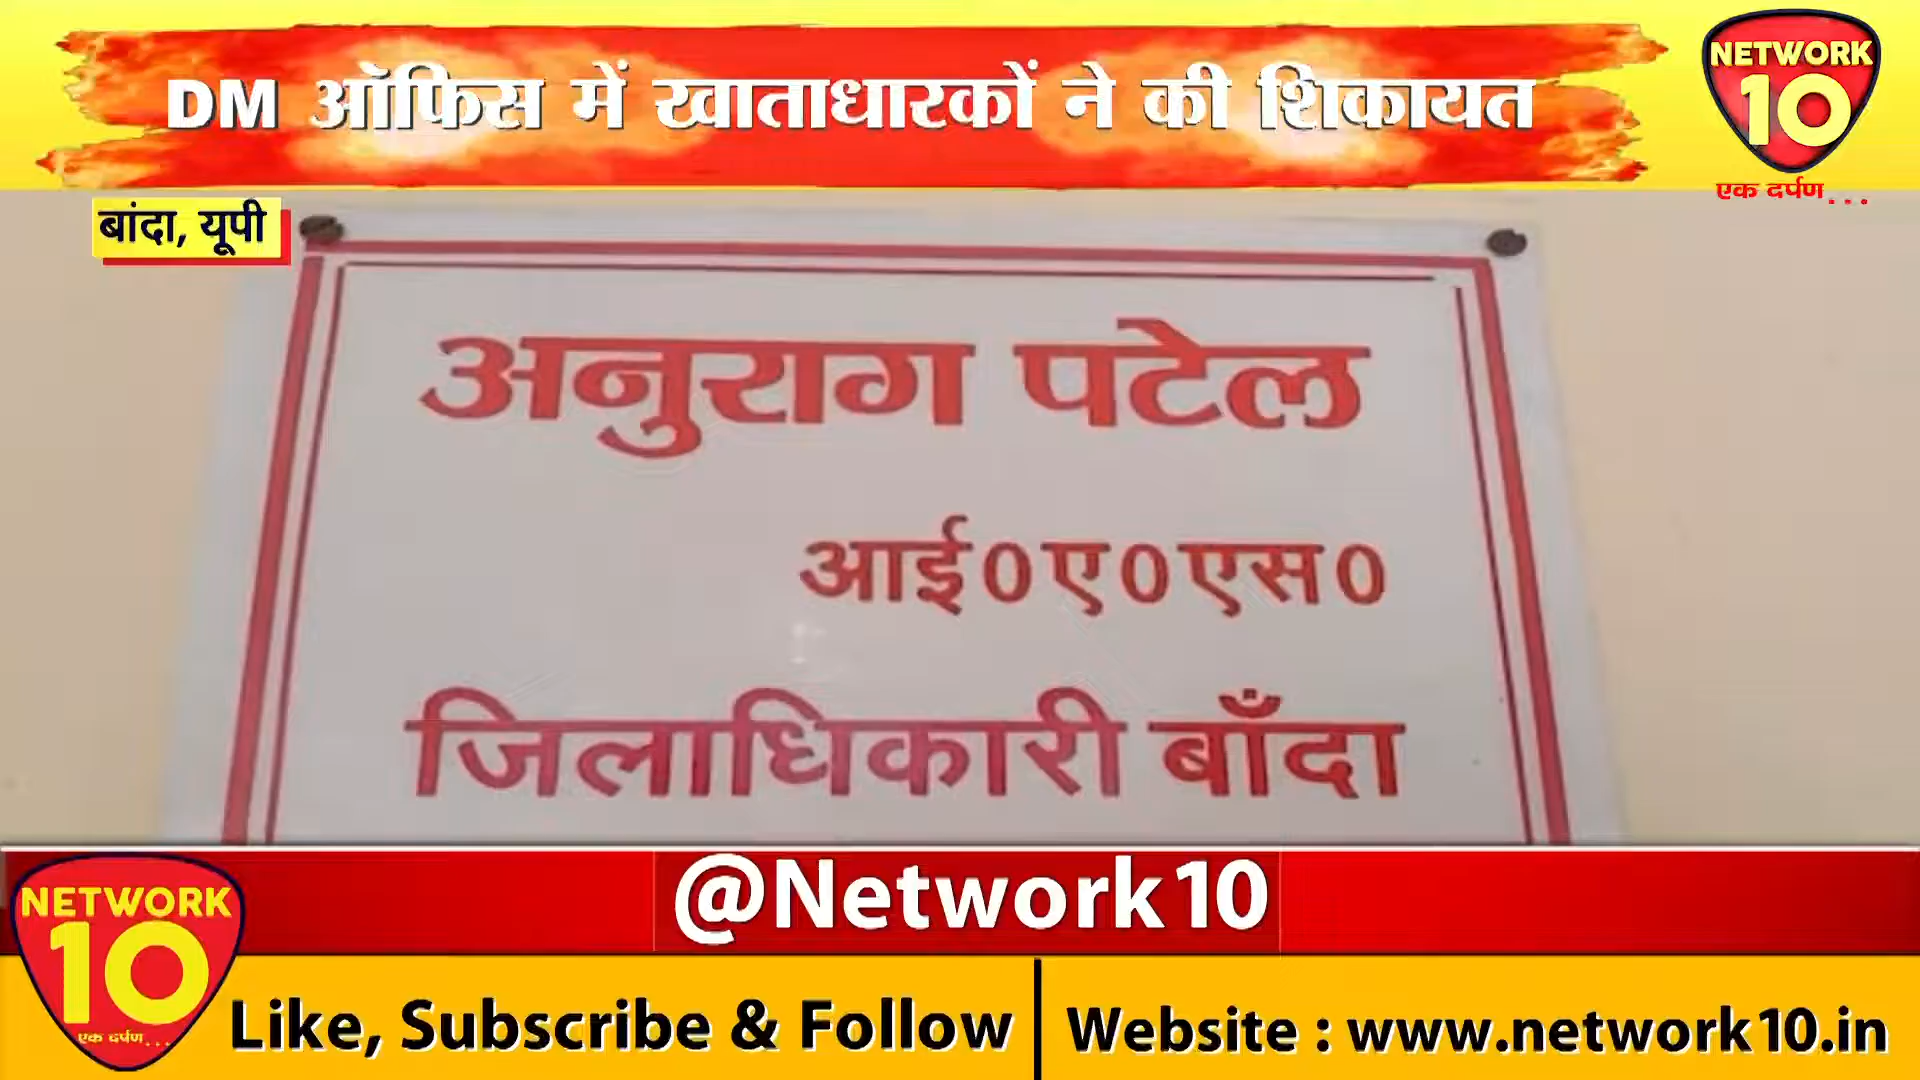 DM ऑफिस में खाताधारकों ने की शिकायत
NETWORK
10
एक दर्पण...
बांदा, यूपी
अनुराग पटेल
आई०ए०एस०
जिलाधिकारी बाँदा
@Network10
NETWORK
10
एक दर्पण...
Like, Subscribe & Follow
Website : www.network10.in